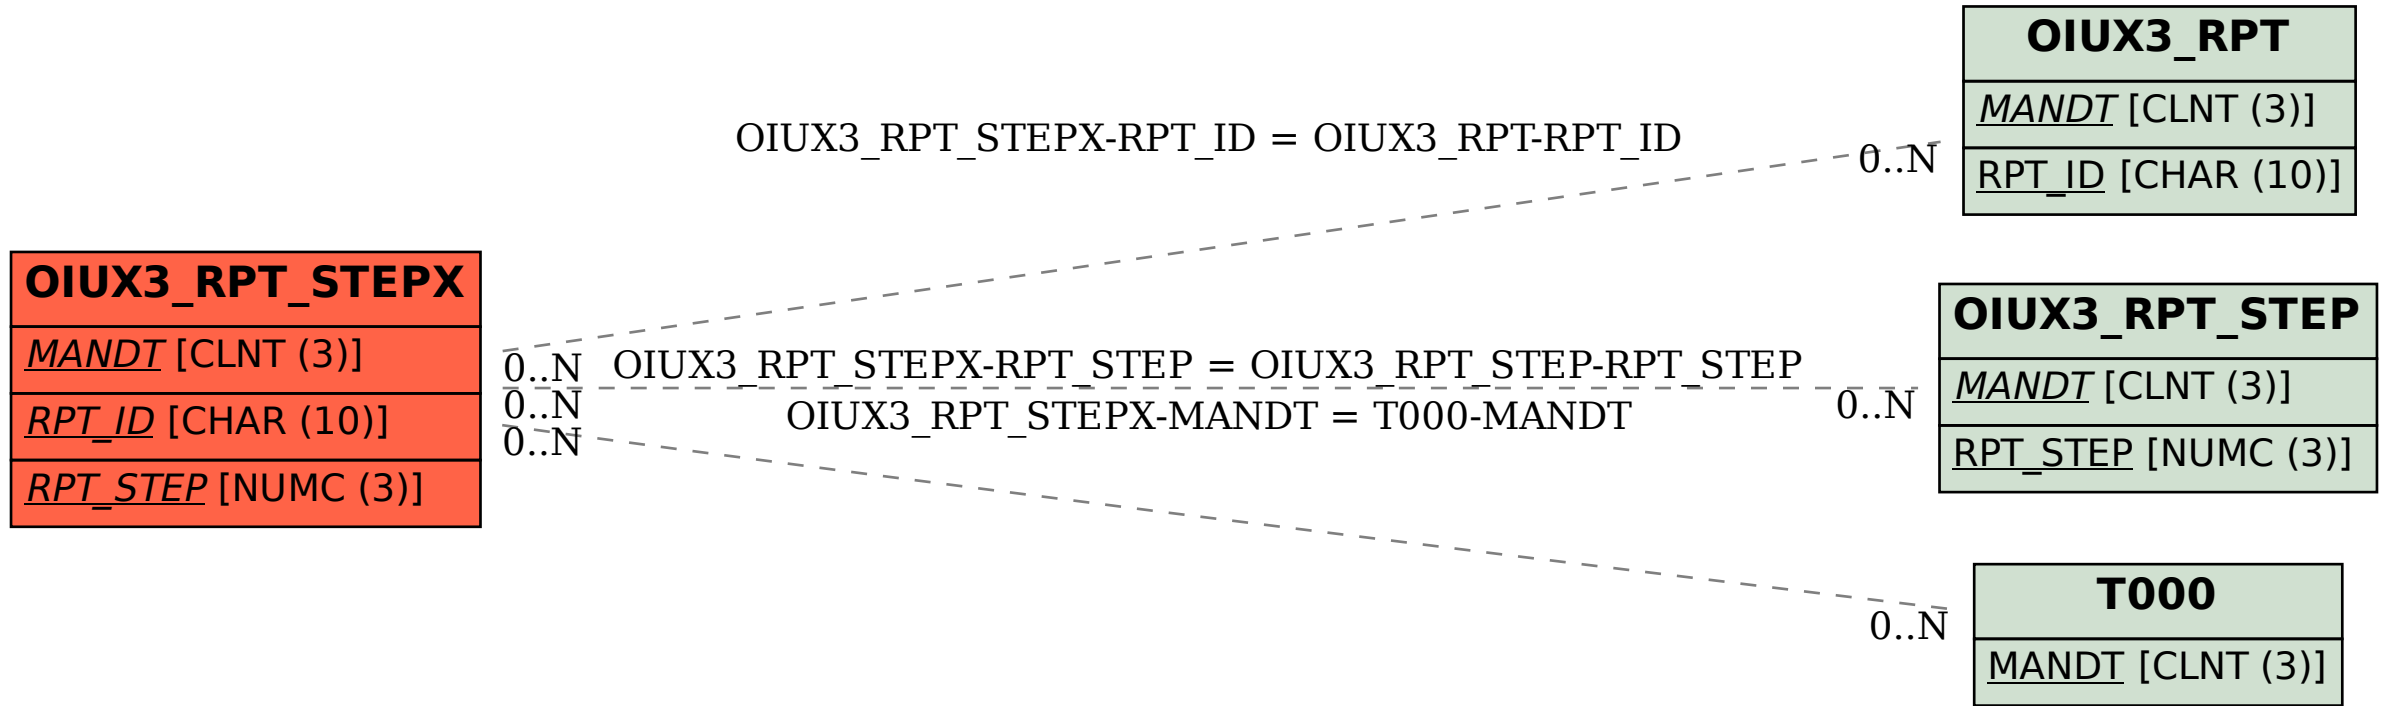 OIUX3_RPT
MANDT [CLNT (3)]
RPT_ID [CHAR (10)]
OIUX3_RPT_STEPX-RPT_ID = OIUX3_RPT-RPT_ID
0..N
OIUX3_RPT_STEPX
MANDT [CLNT (3)]
RPT_ID [CHAR (10)]
RPT_STEP [NUMC (3)]
0..N
OIUX3_RPT_STEPX-RPT_STEP = OIUX3_RPT_STEP-RPT_STEP
0..N
0..N
OIUX3_RPT_STEPX-MANDT = T000-MANDT
0..N
OIUX3_RPT_STEP
MANDT [CLNT (3)]
RPT_STEP [NUMC (3)]
0..N
T000
MANDT [CLNT (3)]